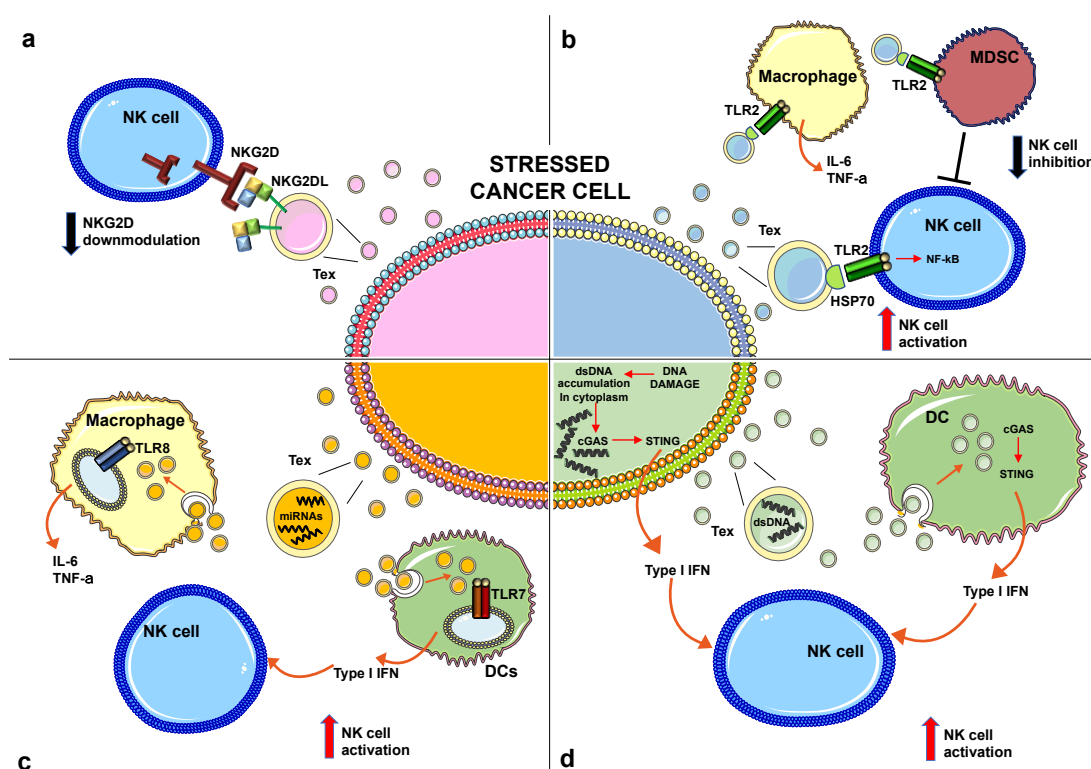 a
NK cell
NKG2D
NKG2DL
NKG2D
downmodulation
Tex
STRESSED
CANCER CELL
b
Macrophage
TLR2
IL-6
TNF-a
TLR2
MDSC
NK cell
inhibition
Tex
TLR2
HSP70
NK cell
NF-kB
NK cell
activation
Macrophage
TLR8
IL-6
TNF-a
Tex
miRNAs
TLR7
DCs
Type I IFN
NK cell
NK cell
activation
c
dsDNA
accumulation
In cytoplasm
DNA
DAMAGE
cGAS
STING
Tex
dsDNA
DC
cGAS
STING
Type I IFN
Type I IFN
NK cell
NK cell
activation
d